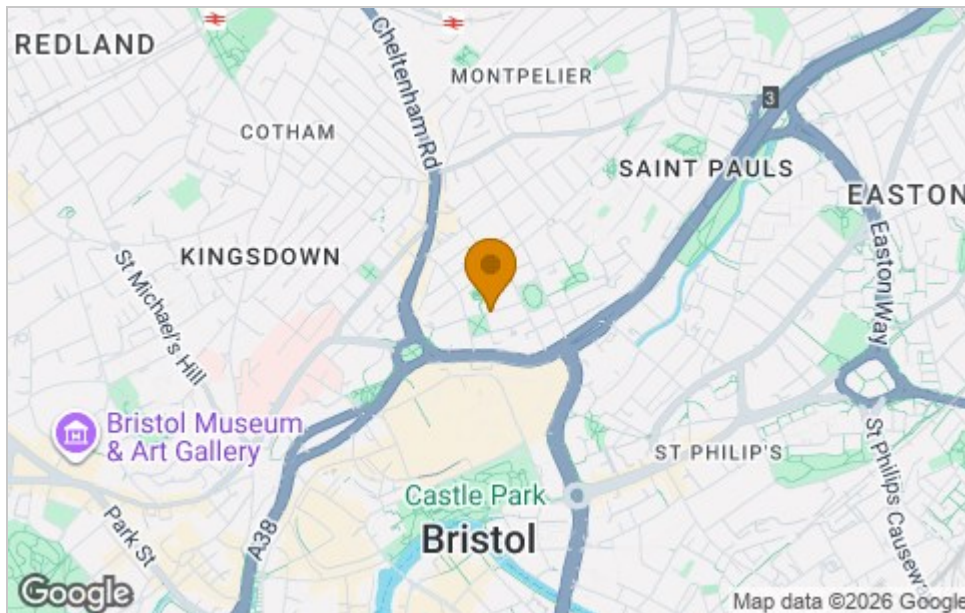 REDLAND
Cheltenham Rd
MONTPELIER
3
COTHAM
SAINT PAULS
EASTON
KINGSDOWN
St Michael's Hill
Easton Way
Bristol Museum
& Art Gallery
ST PHILIP'S
Castle Park
St Philips Causew
Park St
A38
Bristol
Google
Map data ©2026 Google